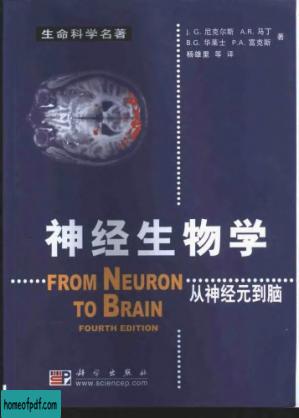 生命科学名著
J. G. 尼克尔斯 A.R. 马丁
B.G. 华莱士 P.A. 富克斯 著
杨雄里 等 译
神经生物学
FROM NEURON
TO BRAIN
从神经元到脑
FOURTH EDITION
科学出版社
www.sciencep.com
homeofpdf.com
homeofpdf.com